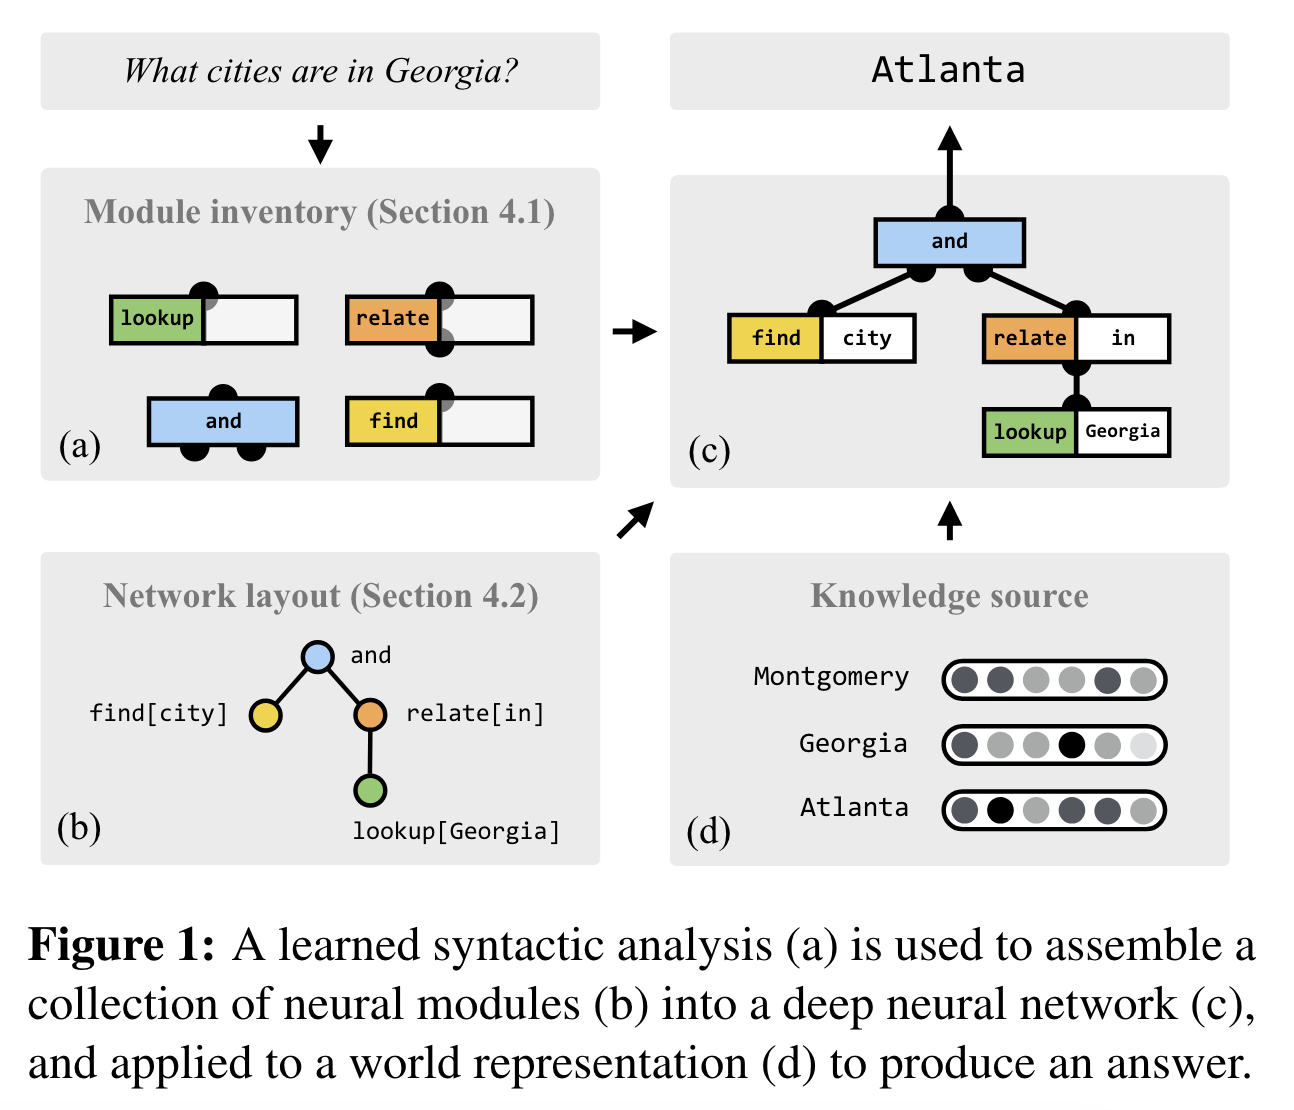 What cities are in Georgia?
Module inventory (Section 4.1)
lookup
relate
and
find
(a)
Atlanta
and
find city
relate in
lookup Georgia
(c)
Network layout (Section 4.2)
and
find[city]
relate[in]
lookup[Georgia]
(b)
Knowledge source
Montgomery
Georgia
Atlanta
(d)
Figure 1: A learned syntactic analysis (a) is used to assemble a
collection of neural modules (b) into a deep neural network (c),
and applied to a world representation (d) to produce an answer.